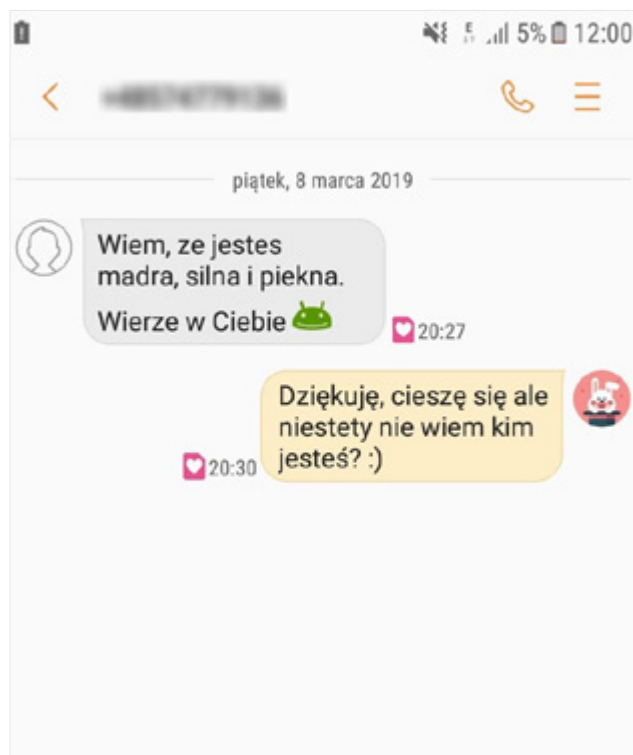 5% 12:00
piątek, 8 marca 2019
Wiem, ze jestes
madra, silna i piekna.
Wierze w Ciebie
20:27
Dziękuję, cieszę się ale
niestety nie wiem kim
jesteś? :)
20:30